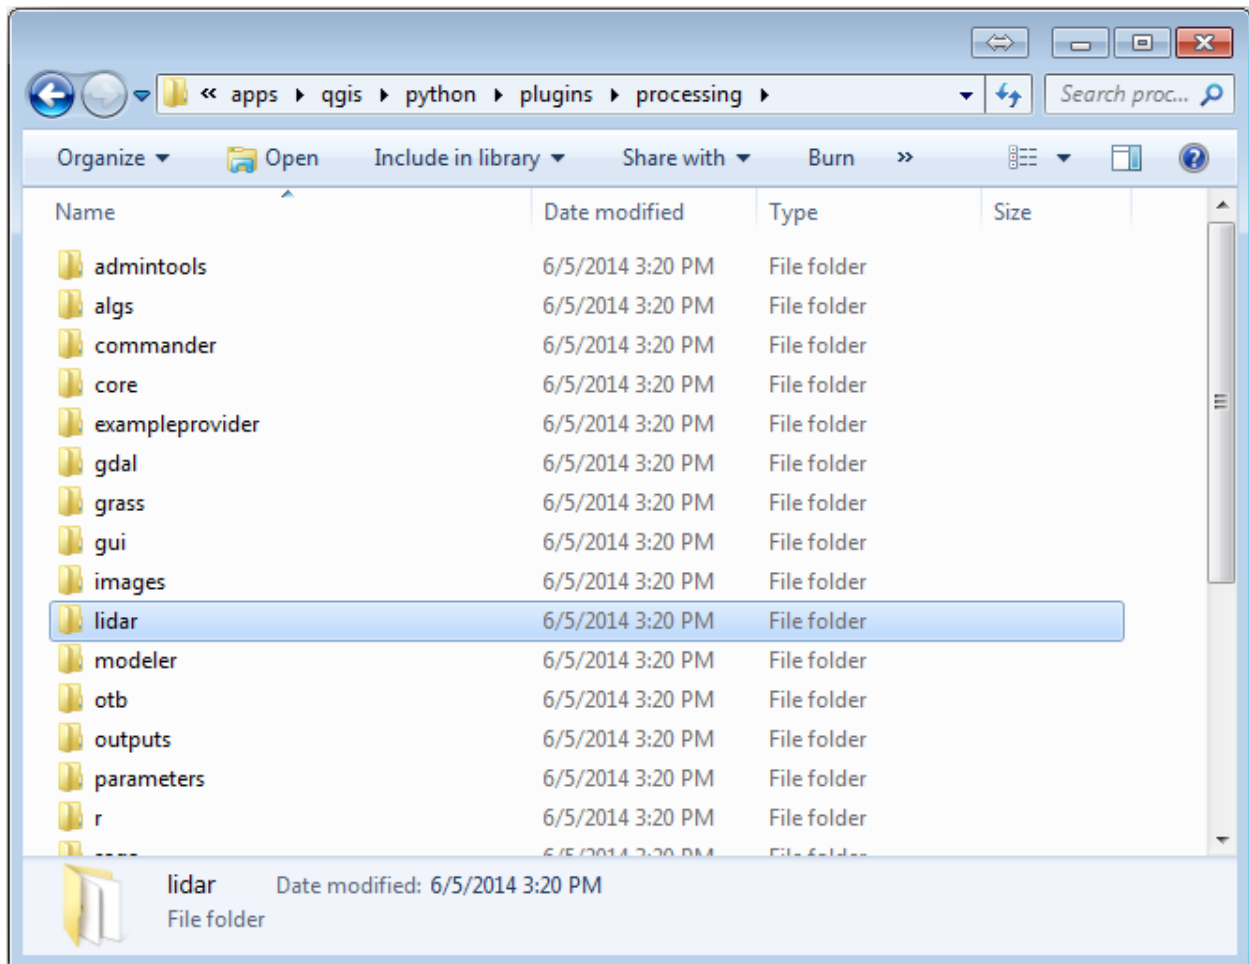 « apps ▸ qgis ▸ python ▸ plugins ▸ processing ▸ Search proc...
Organize Open Include in library Share with Burn »
Name Date modified Type Size
admintools 6/5/2014 3:20 PM File folder
algs 6/5/2014 3:20 PM File folder
commander 6/5/2014 3:20 PM File folder
core 6/5/2014 3:20 PM File folder
exampleprovider 6/5/2014 3:20 PM File folder
gdal 6/5/2014 3:20 PM File folder
grass 6/5/2014 3:20 PM File folder
gui 6/5/2014 3:20 PM File folder
images 6/5/2014 3:20 PM File folder
lidar 6/5/2014 3:20 PM File folder
modeler 6/5/2014 3:20 PM File folder
otb 6/5/2014 3:20 PM File folder
outputs 6/5/2014 3:20 PM File folder
parameters 6/5/2014 3:20 PM File folder
r 6/5/2014 3:20 PM File folder
6/5/2014 3:20 PM File folder
lidar Date modified: 6/5/2014 3:20 PM
File folder